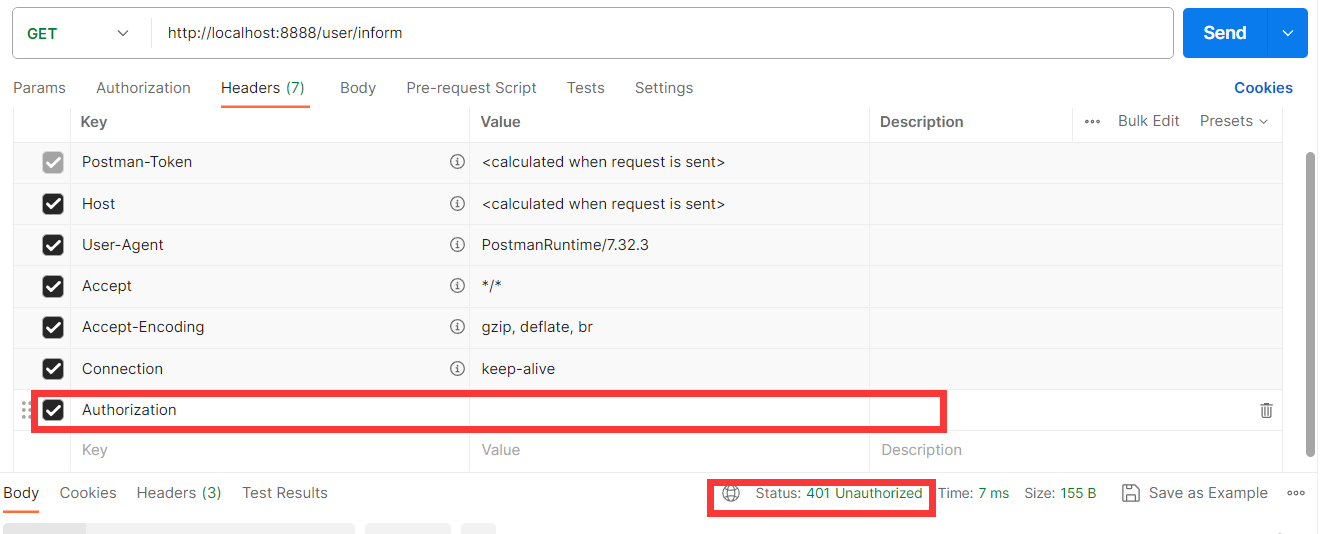 GET http://localhost:8888/user/inform Send
Params Authorization Headers (7) Body Pre-request Script Tests Settings Cookies
Key Value Description Bulk Edit Presets
Postman-Token <calculated when request is sent>
Host <calculated when request is sent>
User-Agent PostmanRuntime/7.32.3
Accept */*
Accept-Encoding gzip, deflate, br
Connection keep-alive
Authorization
Key Value Description
Body Cookies Headers (3) Test Results Status: 401 Unauthorized Time: 7 ms Size: 155 B Save as Example